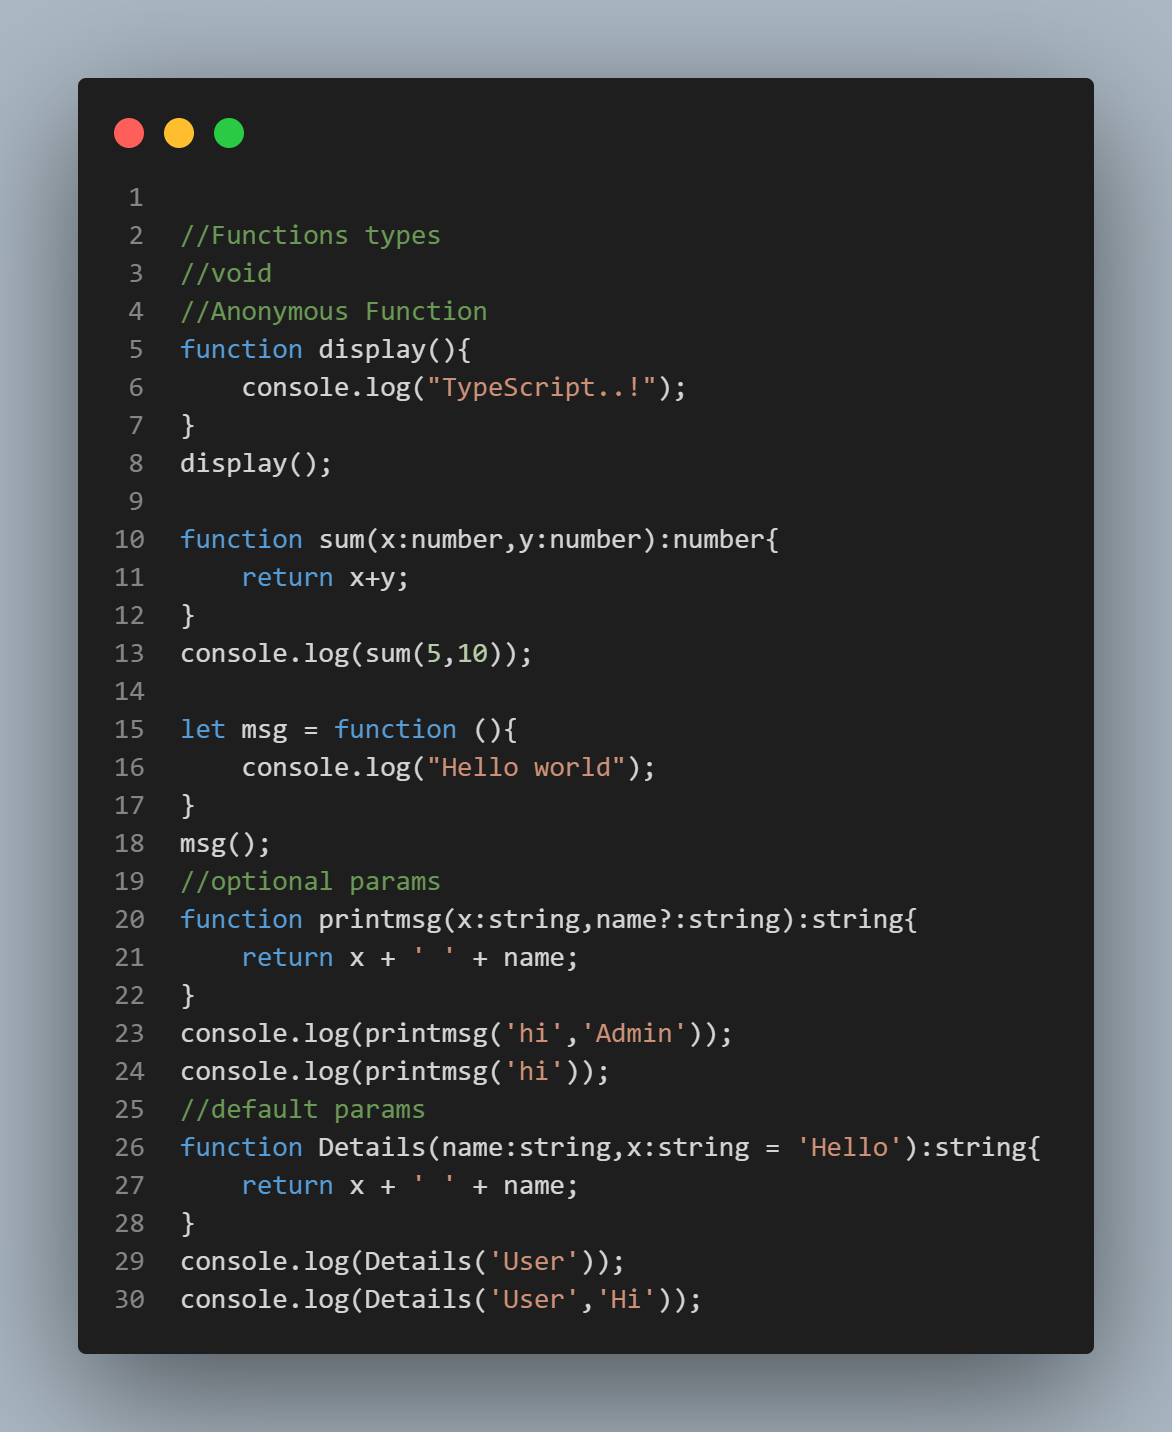 1
2 //Functions types
3 //void
4 //Anonymous Function
5 function display(){
6     console.log("TypeScript..!");
7 }
8 display();
9
10 function sum(x:number,y:number):number{
11     return x+y;
12 }
13 console.log(sum(5,10));
14
15 let msg = function (){
16     console.log("Hello world");
17 }
18 msg();
19 //optional params
20 function printmsg(x:string,name?:string):string{
21     return x + ' ' + name;
22 }
23 console.log(printmsg('hi','Admin'));
24 console.log(printmsg('hi'));
25 //default params
26 function Details(name:string,x:string = 'Hello'):string{
27     return x + ' ' + name;
28 }
29 console.log(Details('User'));
30 console.log(Details('User','Hi'));